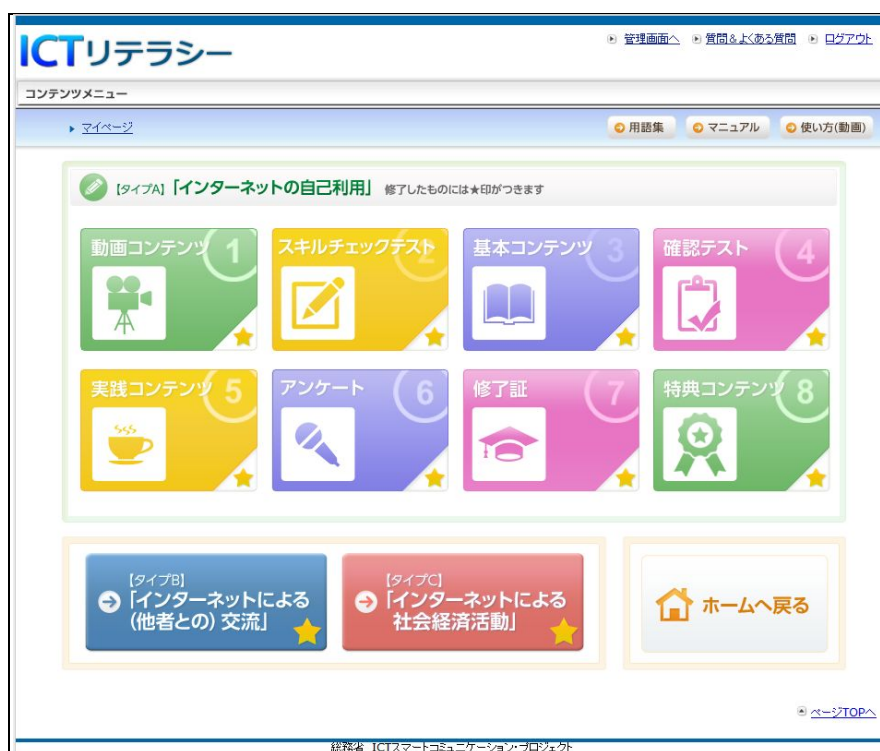 ICTリテラシー
管理画面へ 質問&よくある質問 ログアウト
コンテンツメニュー
マイページ 用語集 マニュアル 使い方(動画)
【タイプA】「インターネットの自己利用」 修了したものには★印がつきます
動画コンテンツ 1
スキルチェックテスト 2
基本コンテンツ 3
確認テスト 4
実践コンテンツ 5
アンケート 6
修了証 7
特典コンテンツ 8
【タイプB】
「インターネットによる
(他者との) 交流」
【タイプC】
「インターネットによる
社会経済活動」
ホームへ戻る
ページTOPへ
総務省 ICTスマートコミュニケーション・プロジェクト